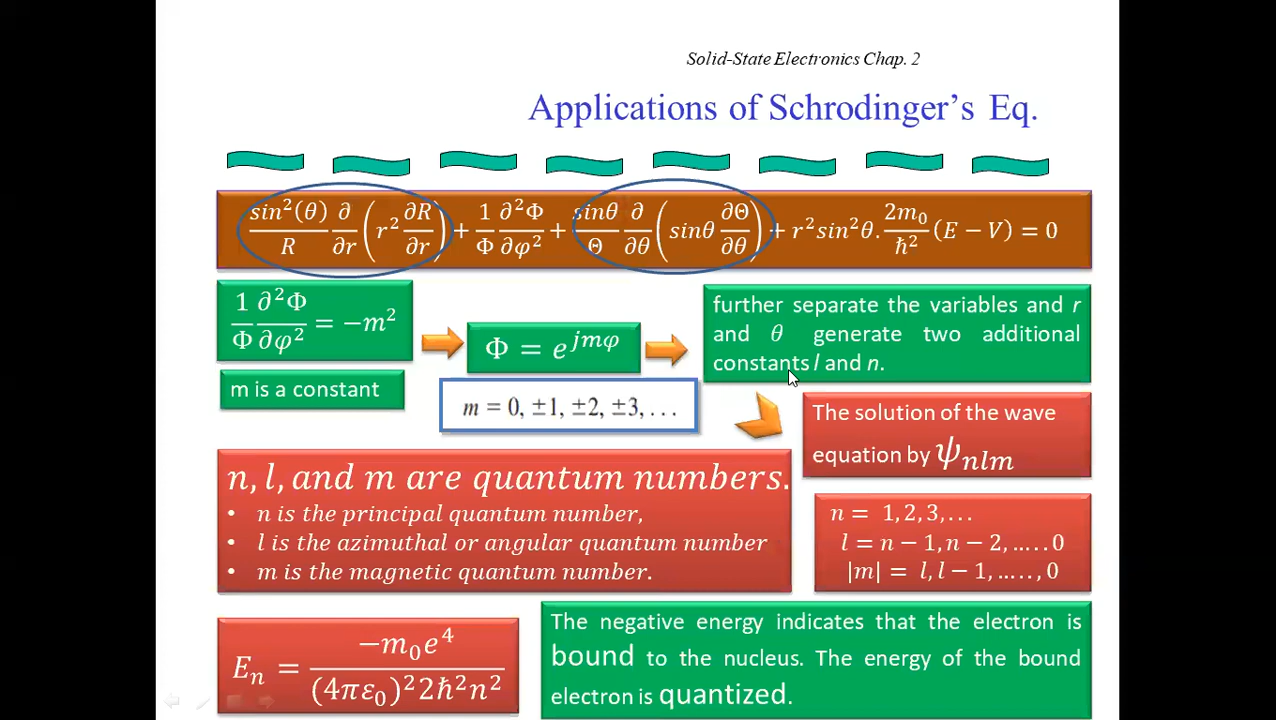 Solid-State Electronics Chap. 2
Applications of Schrodinger's Eq.
sin²(θ)/R ∂/∂r (r² ∂R/∂r) + 1/Φ ∂²Φ/∂φ² + sinθ/Θ ∂/∂θ (sinθ ∂Θ/∂θ) + r²sin²θ. 2m₀/ħ² (E − V) = 0
1/Φ ∂²Φ/∂φ² = −m²
m is a constant
Φ = e^{jmφ}
m = 0, ±1, ±2, ±3, . . .
further separate the variables and r
and θ generate two additional
constants l and n.
The solution of the wave
equation by ψₙₗₘ
n, l, and m are quantum numbers.
• n is the principal quantum number,
• l is the azimuthal or angular quantum number
• m is the magnetic quantum number.
n = 1, 2, 3, . . .
l = n − 1, n − 2, … . . 0
|m| = l, l − 1, … . ., 0
Eₙ = −m₀e⁴/(4πε₀)²2ħ²n²
The negative energy indicates that the electron is
bound to the nucleus. The energy of the bound
electron is quantized.